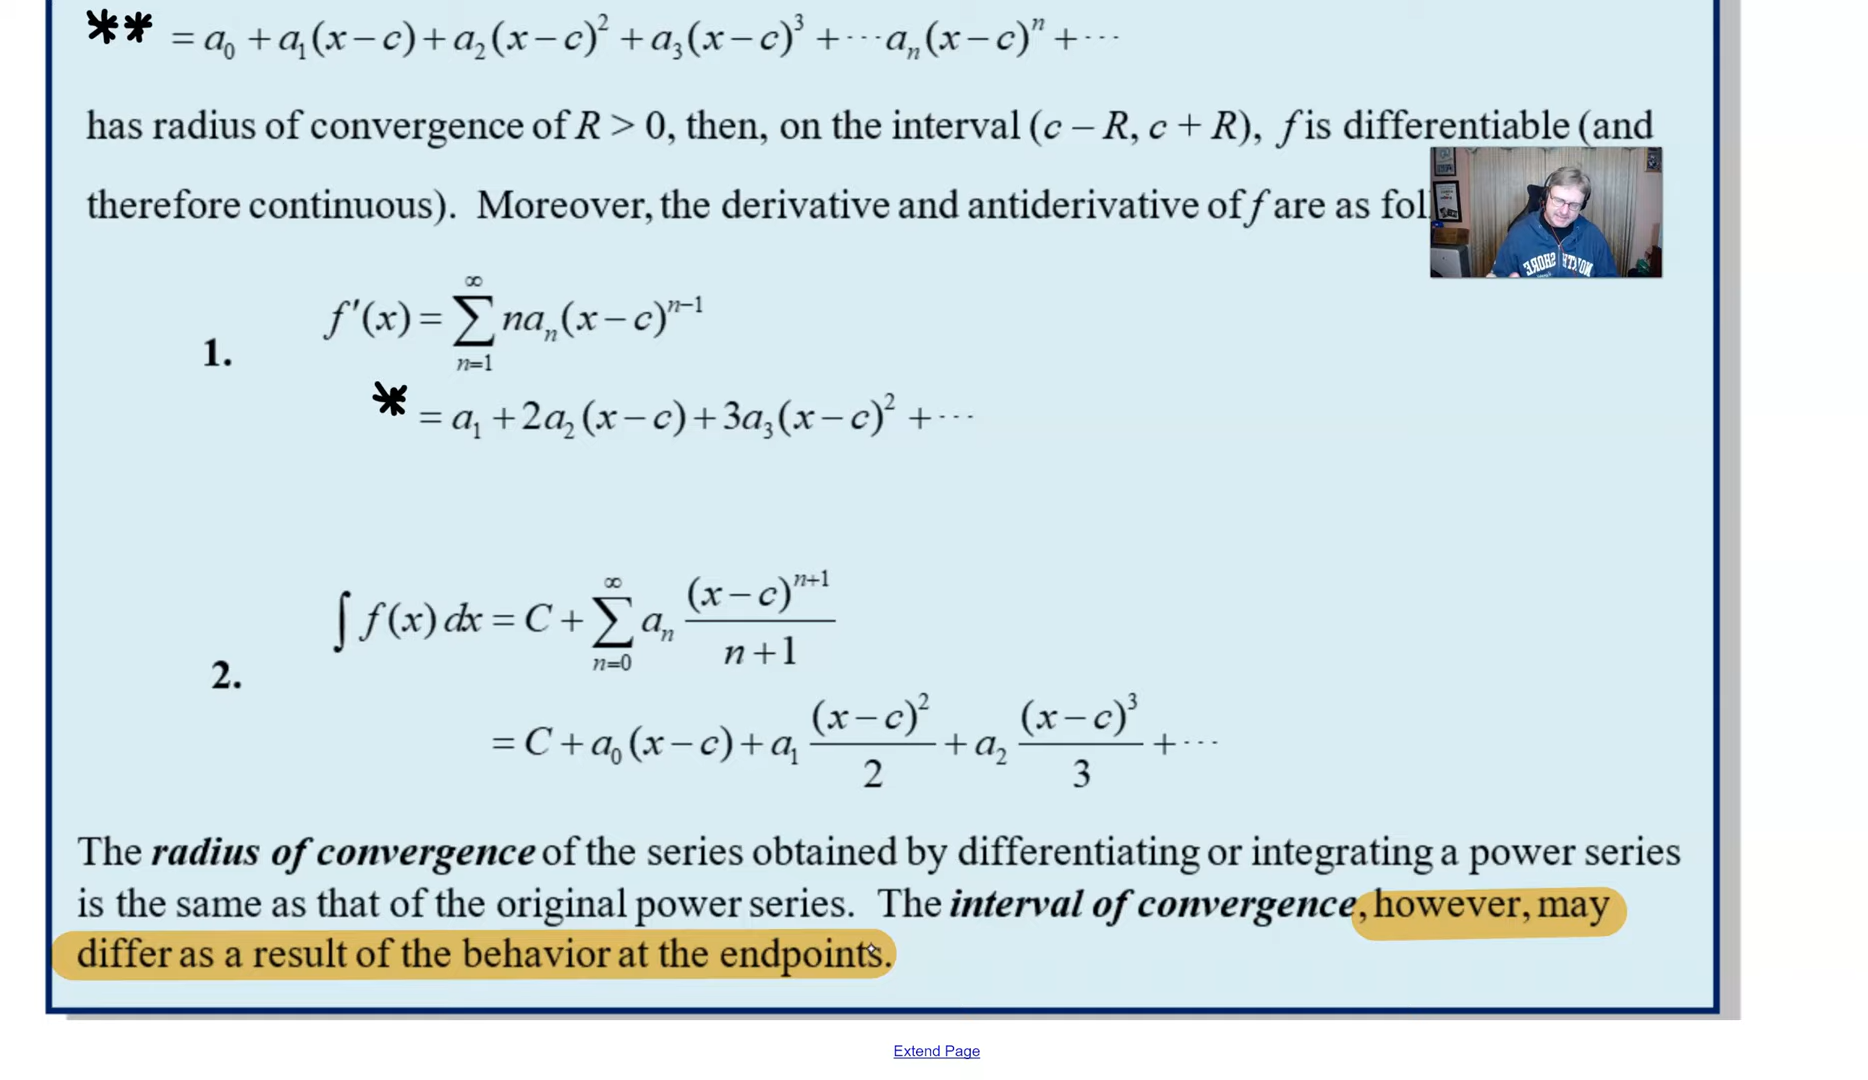 ** = a₀ + a₁(x – c) + a₂(x – c)² + a₃(x – c)³ + ··· aₙ(x – c)ⁿ + ···
has radius of convergence of R > 0, then, on the interval (c – R, c + R), f is differentiable (and
therefore continuous). Moreover, the derivative and antiderivative of f are as fol
1. f′(x) = ∑ₙ₌₁^∞ naₙ(x – c)ⁿ⁻¹
* = a₁ + 2a₂(x – c) + 3a₃(x – c)² + ···
2. ∫ f(x) dx = C + ∑ₙ₌₀^∞ aₙ (x – c)ⁿ⁺¹ / n + 1
= C + a₀(x – c) + a₁ (x – c)² / 2 + a₂ (x – c)³ / 3 + ···
The radius of convergence of the series obtained by differentiating or integrating a power series
is the same as that of the original power series. The interval of convergence, however, may
differ as a result of the behavior at the endpoints.
Extend Page
NORTH SHORE